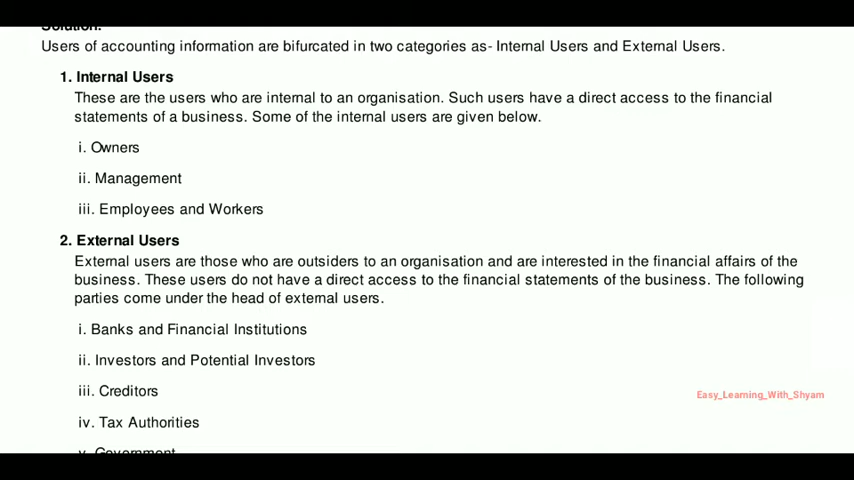 Solution:
Users of accounting information are bifurcated in two categories as- Internal Users and External Users.
1. Internal Users
These are the users who are internal to an organisation. Such users have a direct access to the financial
statements of a business. Some of the internal users are given below.
i. Owners
ii. Management
iii. Employees and Workers
2. External Users
External users are those who are outsiders to an organisation and are interested in the financial affairs of the
business. These users do not have a direct access to the financial statements of the business. The following
parties come under the head of external users.
i. Banks and Financial Institutions
ii. Investors and Potential Investors
iii. Creditors
Easy_Learning_With_Shyam
iv. Tax Authorities
v. Government